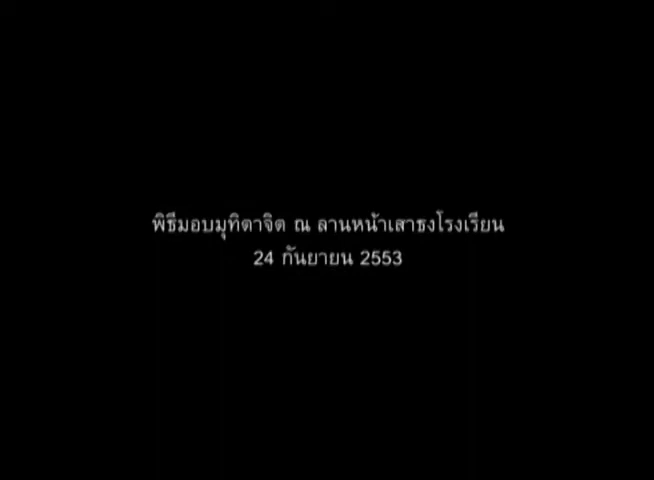 พิธีมอบมุทิตาจิต ณ ลานหน้าเสาธงโรงเรียน
24 กันยายน 2553